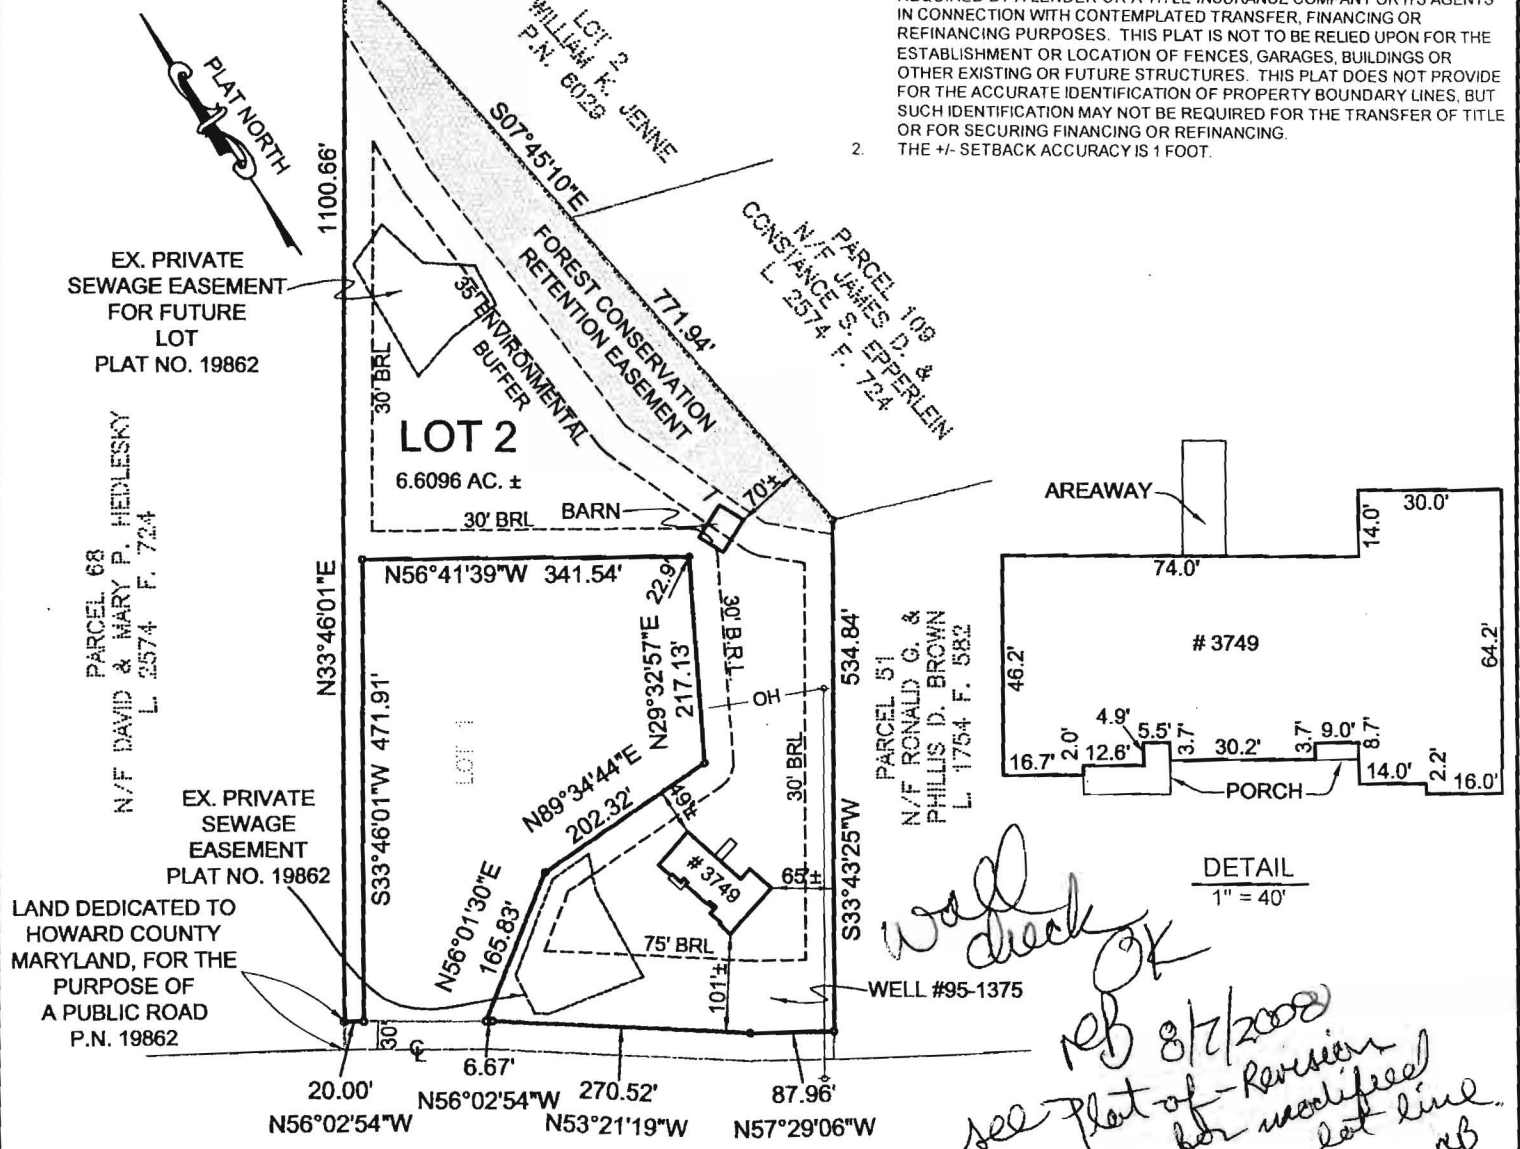 IN CONNECTION WITH CONTEMPLATED TRANSFER, FINANCING OR
REFINANCING PURPOSES. THIS PLAT IS NOT TO BE RELIED UPON FOR THE
ESTABLISHMENT OR LOCATION OF FENCES, GARAGES, BUILDINGS OR
OTHER EXISTING OR FUTURE STRUCTURES. THIS PLAT DOES NOT PROVIDE
FOR THE ACCURATE IDENTIFICATION OF PROPERTY BOUNDARY LINES, BUT
SUCH IDENTIFICATION MAY NOT BE REQUIRED FOR THE TRANSFER OF TITLE
OR FOR SECURING FINANCING OR REFINANCING.
2. THE +/- SETBACK ACCURACY IS 1 FOOT.
PLAT NORTH
LOT 2
WILLIAM K. JENNE
P.N. 6029
S07°45'10"E
771.94'
1100.66'
FOREST CONSERVATION
RETENTION EASEMENT
PARCEL 109
N/F JAMES D. &
CONSTANCE S. EPPERLEIN
L. 2574 F. 724
EX. PRIVATE
SEWAGE EASEMENT
FOR FUTURE
LOT
PLAT NO. 19862
35' ENVIRONMENTAL
BUFFER
30' BRL
LOT 2
6.6096 AC. ±
30' BRL
BARN
70'±
PARCEL 68
N/F DAVID & MARY P. HEDLESKY
L. 2574 F. 724
N33°46'01"E
N56°41'39"W 341.54'
22.9'
N29°32'57"E
217.13'
30' B.R.L.
OH
534.84'
PARCEL 51
N/F RONALD G. &
PHILLIS D. BROWN
L. 1754 F. 582
S33°46'01"W 471.91'
LOT 1
N89°34'44"E
202.32'
49'±
30' BRL
S33°43'25"W
# 3749
65'±
EX. PRIVATE
SEWAGE
EASEMENT
PLAT NO. 19862
N56°01'30"E
165.83'
75' BRL
101'±
WELL #95-1375
LAND DEDICATED TO
HOWARD COUNTY
MARYLAND, FOR THE
PURPOSE OF
A PUBLIC ROAD
P.N. 19862
30'
20.00'
N56°02'54"W
6.67'
N56°02'54"W
270.52'
N53°21'19"W
87.96'
N57°29'06"W
AREAWAY
30.0'
14.0'
74.0'
# 3749
46.2'
64.2'
4.9'
5.5'
3.7'
2.0'
16.7'
12.6'
30.2'
3.7'
9.0'
8.7'
14.0'
2.2'
16.0'
PORCH
DETAIL
1" = 40'
Wall
check
OK
RB 8/7/2008
see Plat of Revision
for modified
lot line.
RB